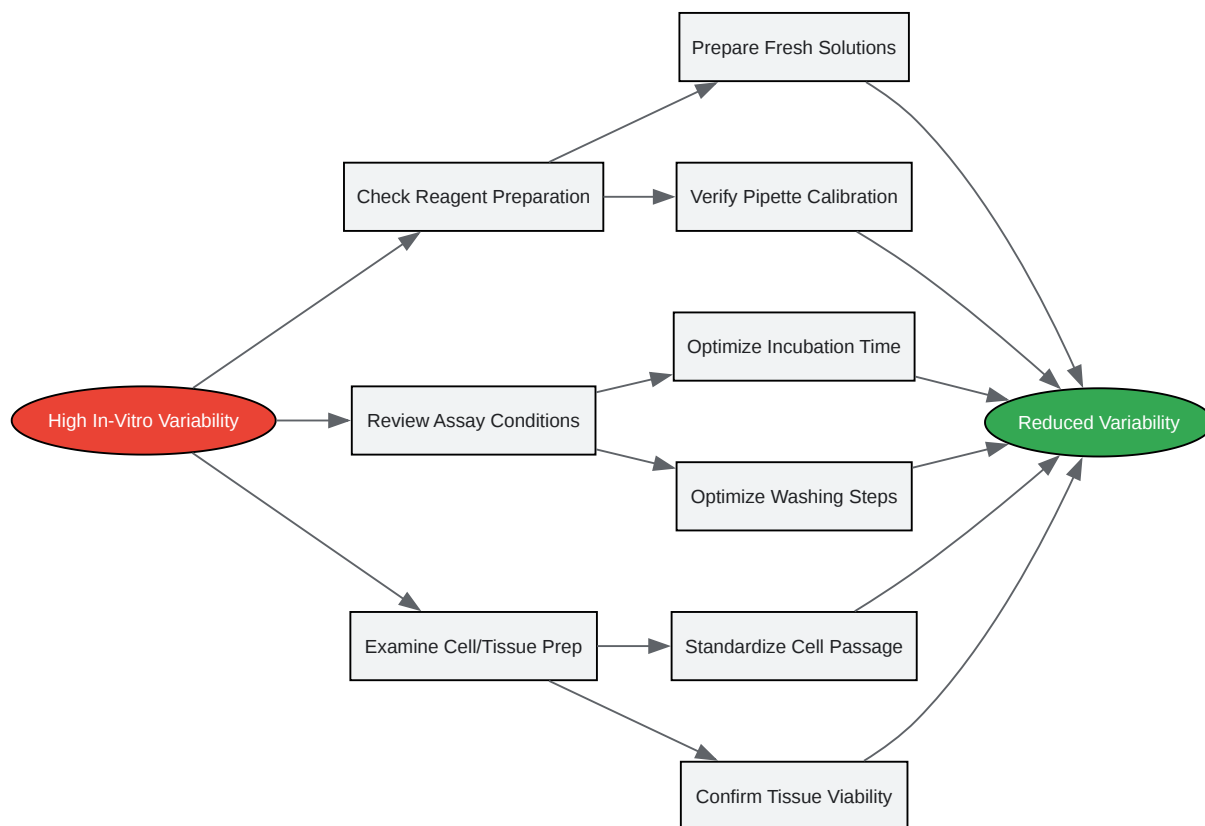 Prepare Fresh Solutions
Check Reagent Preparation
Verify Pipette Calibration
Optimize Incubation Time
High In-Vitro Variability
Review Assay Conditions
Reduced Variability
Optimize Washing Steps
Examine Cell/Tissue Prep
Standardize Cell Passage
Confirm Tissue Viability